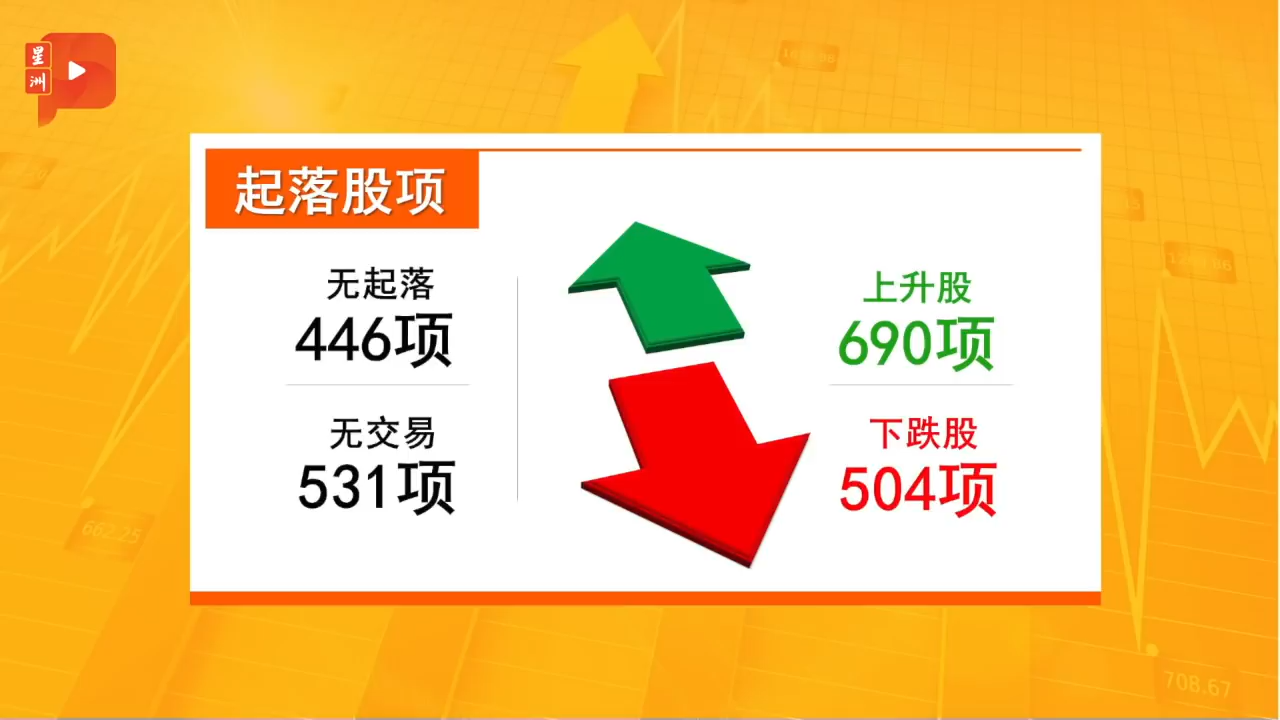 星洲
起落股项
无起落
446项
无交易
531项
上升股
690项
下跌股
504项
662.25
708.67